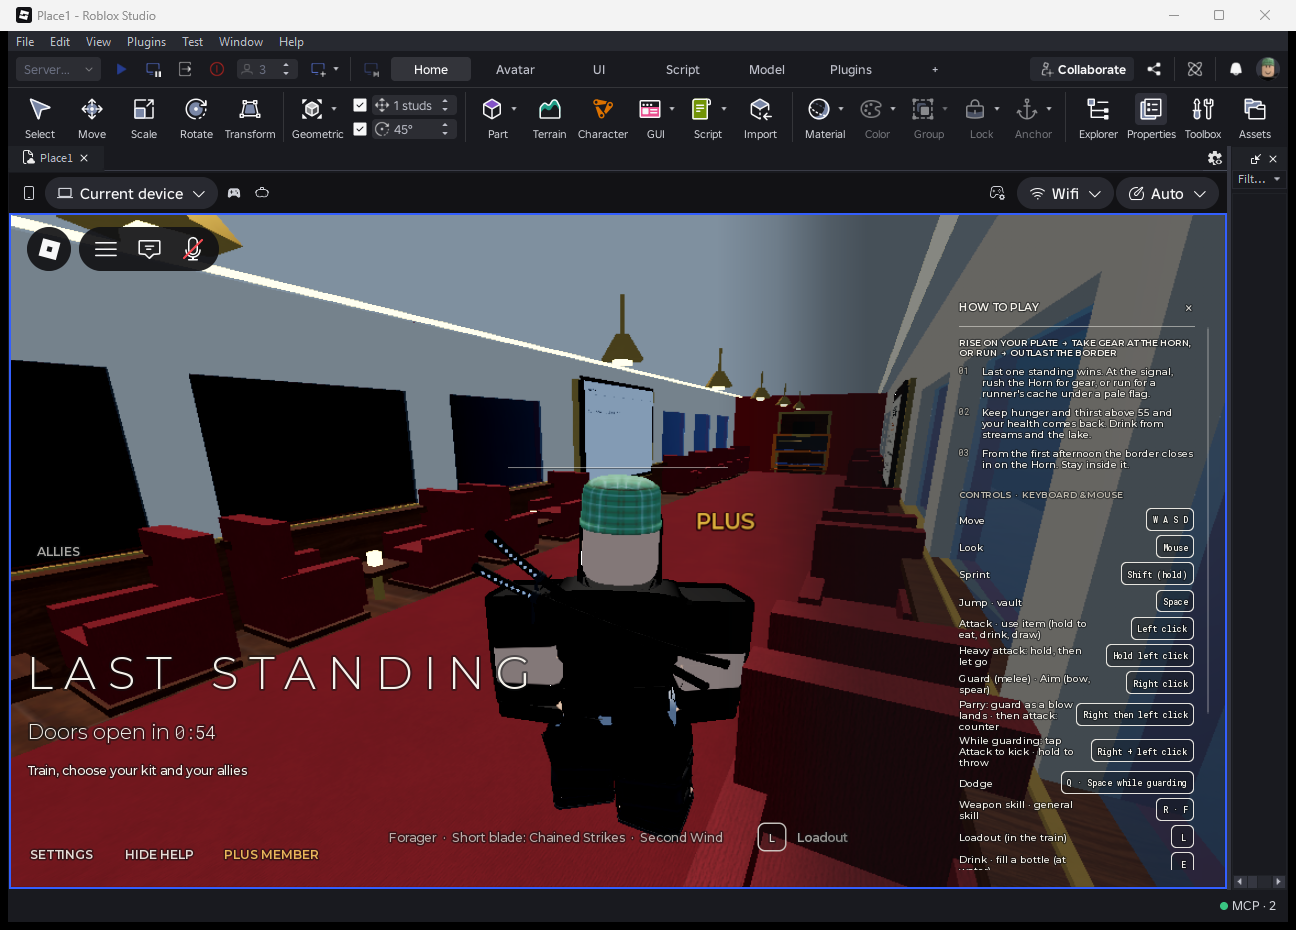 Place1 - Roblox Studio
File Edit View Plugins Test Window Help
Server... 3 Home Avatar UI Script Model Plugins + Collaborate
1 studs
45°
Select Move Scale Rotate Transform Geometric Part Terrain Character GUI Script Import Material Color Group Lock Anchor Explorer Properties Toolbox Assets
Place1
Filt...
Current device Wifi Auto
PLUS
ALLIES
LAST STANDING
Doors open in 0:54
Train, choose your kit and your allies
Forager · Short blade: Chained Strikes · Second Wind L Loadout
SETTINGS HIDE HELP PLUS MEMBER
HOW TO PLAY ×
RISE ON YOUR PLATE → TAKE GEAR AT THE HORN,
OR RUN → OUTLAST THE BORDER
01 Last one standing wins. At the signal,
rush the Horn for gear, or run for a
runner's cache under a pale flag.
02 Keep hunger and thirst above 55 and
your health comes back. Drink from
streams and the lake.
03 From the first afternoon the border closes
in on the Horn. Stay inside it.
CONTROLS · KEYBOARD & MOUSE
Move W A S D
Look Mouse
Sprint Shift (hold)
Jump · vault Space
Attack · use item (hold to
eat, drink, draw) Left click
Heavy attack: hold, then
let go Hold left click
Guard (melee) · Aim (bow,
spear) Right click
Parry: guard as a blow
lands · then attack:
counter Right then left click
While guarding: tap
Attack to kick · hold to
throw Right + left click
Dodge Q · Space while guarding
Weapon skill · general
skill R · F
Loadout (in the train) L
Drink · fill a bottle (at
water) E
MCP · 2